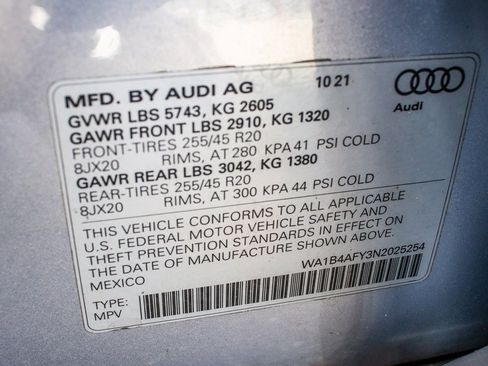 MFD. BY AUDI AG 10 21
GVWR LBS 5743, KG 2605
GAWR FRONT LBS 2910, KG 1320
FRONT-TIRES 255/45 R20
8JX20 RIMS, AT 280 KPA 41 PSI COLD
GAWR REAR LBS 3042, KG 1380
REAR-TIRES 255/45 R20
8JX20 RIMS, AT 300 KPA 44 PSI COLD
Audi
THIS VEHICLE CONFORMS TO ALL APPLICABLE
U.S. FEDERAL MOTOR VEHICLE SAFETY AND
THEFT PREVENTION STANDARDS IN EFFECT ON
THE DATE OF MANUFACTURE SHOWN ABOVE.
MEXICO WA1B4AFY3N2025254
TYPE:
MPV